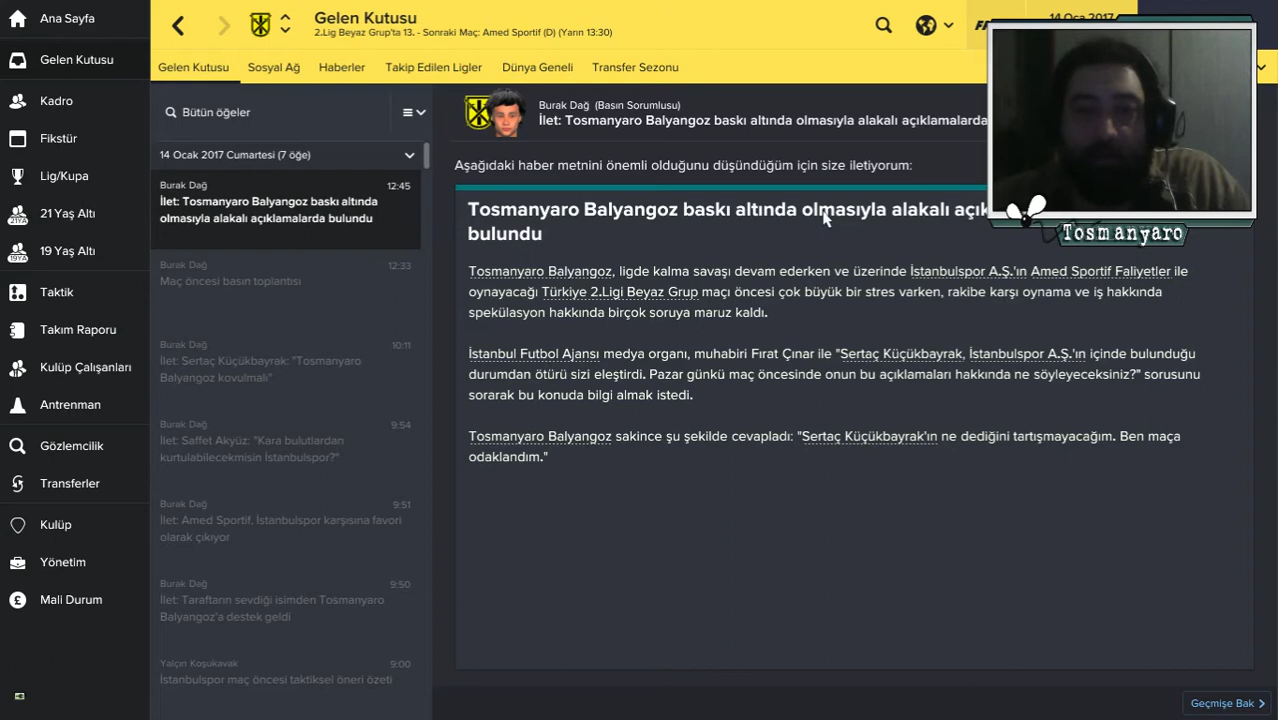 Ana Sayfa
Gelen Kutusu
Kadro
Fikstür
Lig/Kupa
21 Yaş Altı
19 Yaş Altı
Taktik
Takım Raporu
Kulüp Çalışanları
Antrenman
Gözlemcilik
Transferler
Kulüp
Yönetim
Mali Durum
Gelen Kutusu
2.Lig Beyaz Grup'ta 13. - Sonraki Maç: Amed Sportif (D) (Yarın 13:30)
14 Oca 2017
Gelen Kutusu Sosyal Ağ Haberler Takip Edilen Ligler Dünya Geneli Transfer Sezonu
Bütün öğeler
14 Ocak 2017 Cumartesi (7 öğe)
Burak Dağ 12:45
İlet: Tosmanyaro Balyangoz baskı altında
olmasıyla alakalı açıklamalarda bulundu
Burak Dağ 12:33
Maç öncesi basın toplantısı
Burak Dağ 10:11
İlet: Sertaç Küçükbayrak: "Tosmanyaro
Balyangoz kovulmalı"
Burak Dağ 9:54
İlet: Saffet Akyüz: "Kara bulutlardan
kurtulabilecekmisin İstanbulspor?"
Burak Dağ 9:51
İlet: Amed Sportif, İstanbulspor karşısına favori
olarak çıkıyor
Burak Dağ 9:50
İlet: Taraftarın sevdiği isimden Tosmanyaro
Balyangoz'a destek geldi
Yalçın Koşukavak 9:00
İstanbulspor maç öncesi taktiksel öneri özeti
Burak Dağ (Basın Sorumlusu)
İlet: Tosmanyaro Balyangoz baskı altında olmasıyla alakalı açıklamalarda
Aşağıdaki haber metnini önemli olduğunu düşündüğüm için size iletiyorum:
Tosmanyaro Balyangoz baskı altında olmasıyla alakalı açık
bulundu
Tosmanyaro Balyangoz, ligde kalma savaşı devam ederken ve üzerinde İstanbulspor A.Ş.'ın Amed Sportif Faliyetler ile
oynayacağı Türkiye 2.Ligi Beyaz Grup maçı öncesi çok büyük bir stres varken, rakibe karşı oynama ve iş hakkında
spekülasyon hakkında birçok soruya maruz kaldı.
İstanbul Futbol Ajansı medya organı, muhabiri Fırat Çınar ile "Sertaç Küçükbayrak, İstanbulspor A.Ş.'ın içinde bulunduğu
durumdan ötürü sizi eleştirdi. Pazar günkü maç öncesinde onun bu açıklamaları hakkında ne söyleyeceksiniz?" sorusunu
sorarak bu konuda bilgi almak istedi.
Tosmanyaro Balyangoz sakince şu şekilde cevapladı: "Sertaç Küçükbayrak'ın ne dediğini tartışmayacağım. Ben maça
odaklandım."
Tosmanyaro
Geçmişe Bak